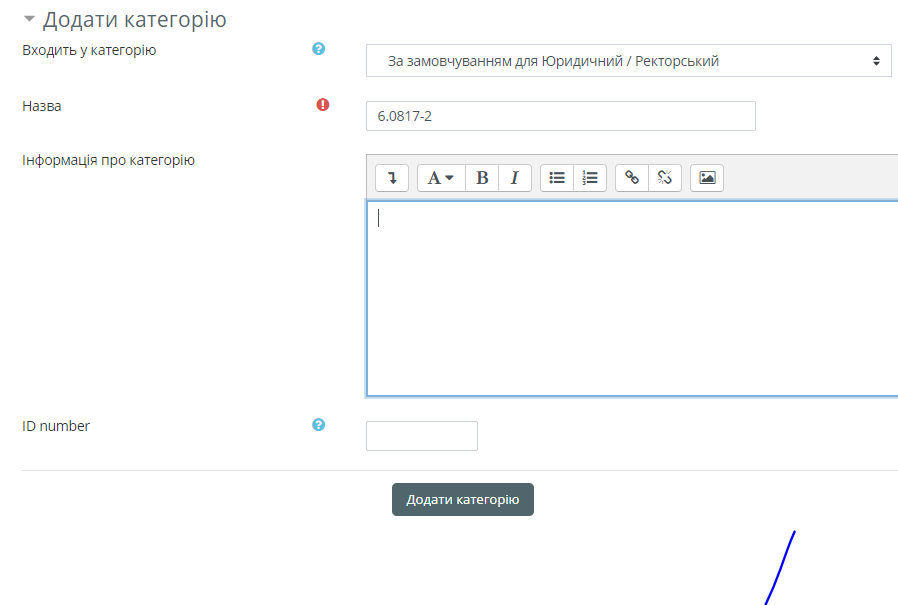 Додати категорію
Входить у категорію
За замовчуванням для Юридичний / Ректорський
Назва
6.0817-2
Інформація про категорію
A B I
ID number
Додати категорію